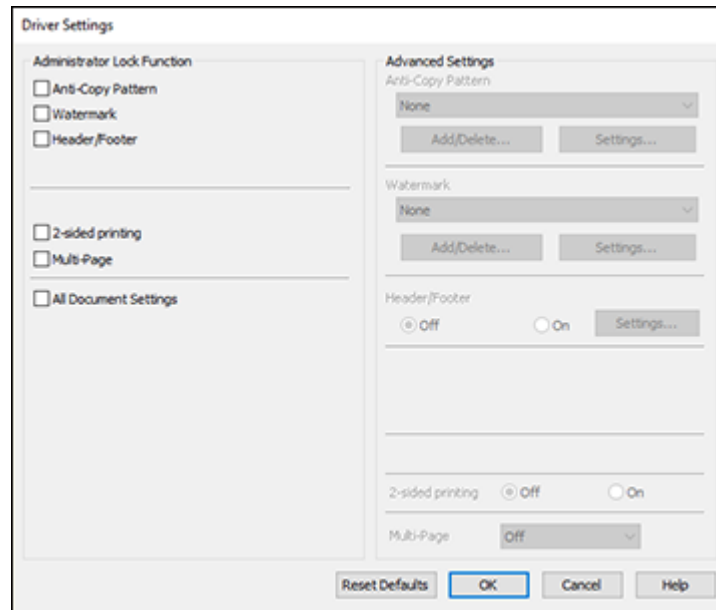 Driver Settings
Administrator Lock Function
Anti-Copy Pattern
Watermark
Header/Footer
2-sided printing
Multi-Page
All Document Settings
Advanced Settings
Anti-Copy Pattern
None
Add/Delete... Settings...
Watermark
None
Add/Delete... Settings...
Header/Footer
Off On Settings...
2-sided printing Off On
Multi-Page Off
Reset Defaults OK Cancel Help